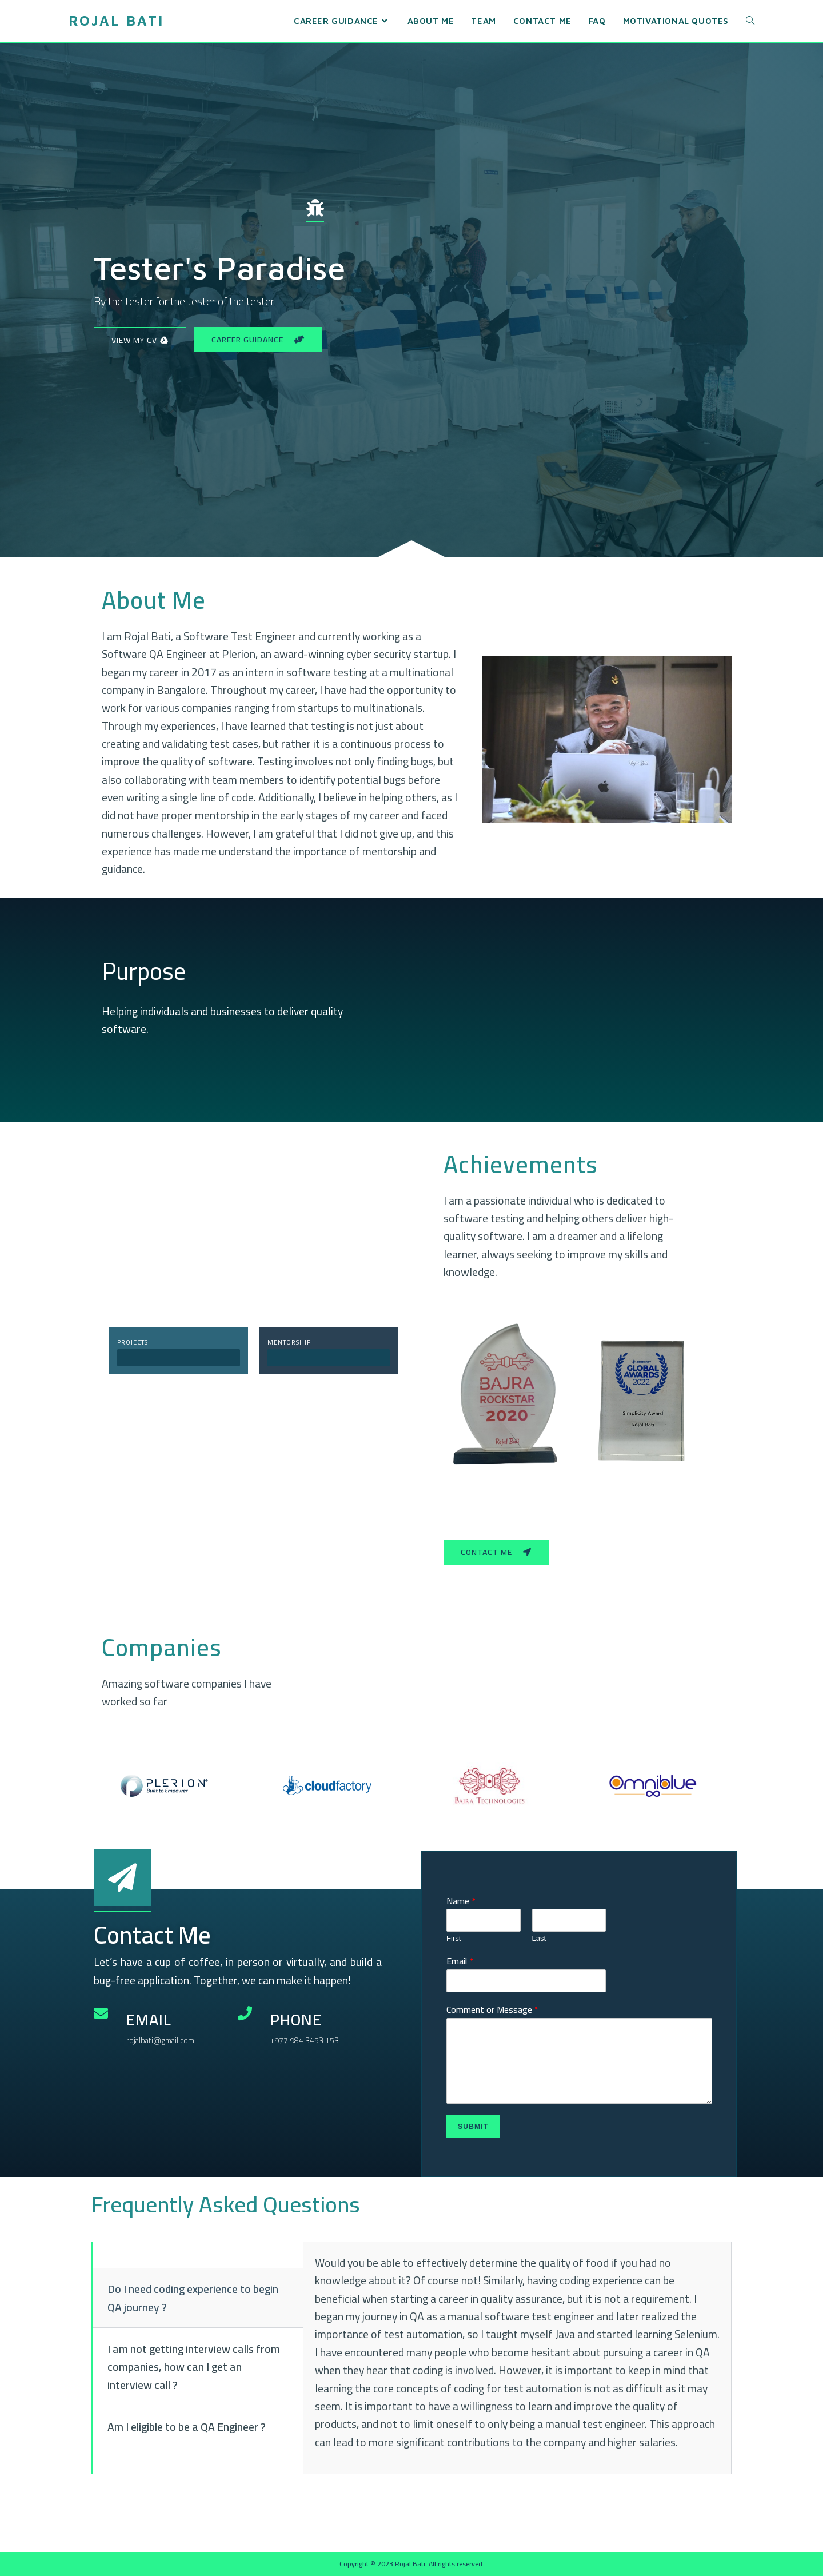 ROJAL BATI
CAREER GUIDANCE
ABOUT ME
TEAM
CONTACT ME
FAQ
MOTIVATIONAL QUOTES
Tester's Paradise
By the tester for the tester of the tester
VIEW MY CV
CAREER GUIDANCE
About Me
I am Rojal Bati, a Software Test Engineer and currently working as a
Software QA Engineer at Plerion, an award-winning cyber security startup. I
began my career in 2017 as an intern in software testing at a multinational
company in Bangalore. Throughout my career, I have had the opportunity to
work for various companies ranging from startups to multinationals.
Through my experiences, I have learned that testing is not just about
creating and validating test cases, but rather it is a continuous process to
improve the quality of software. Testing involves not only finding bugs, but
also collaborating with team members to identify potential bugs before
even writing a single line of code. Additionally, I believe in helping others, as I
did not have proper mentorship in the early stages of my career and faced
numerous challenges. However, I am grateful that I did not give up, and this
experience has made me understand the importance of mentorship and
guidance.
Purpose
Helping individuals and businesses to deliver quality
software.
Achievements
I am a passionate individual who is dedicated to
software testing and helping others deliver high-
quality software. I am a dreamer and a lifelong
learner, always seeking to improve my skills and
knowledge.
PROJECTS
MENTORSHIP
BAJRA
ROCKSTAR
2020
Rojal Bati
GLOBAL
AWARDS
2022
Simplicity Award
Rojal Bati
CONTACT ME
Companies
Amazing software companies I have
worked so far
PLERION
Built to Empower
cloudfactory
BAJRA TECHNOLOGIES
Omniblue
Contact Me
Let's have a cup of coffee, in person or virtually, and build a
bug-free application. Together, we can make it happen!
EMAIL
rojalbati@gmail.com
PHONE
+977 984 3453 153
Name *
First
Last
Email *
Comment or Message *
SUBMIT
Frequently Asked Questions
Do I need coding experience to begin
QA journey ?
I am not getting interview calls from
companies, how can I get an
interview call ?
Am I eligible to be a QA Engineer ?
Would you be able to effectively determine the quality of food if you had no
knowledge about it? Of course not! Similarly, having coding experience can be
beneficial when starting a career in quality assurance, but it is not a requirement. I
began my journey in QA as a manual software test engineer and later realized the
importance of test automation, so I taught myself Java and started learning Selenium.
I have encountered many people who become hesitant about pursuing a career in QA
when they hear that coding is involved. However, it is important to keep in mind that
learning the core concepts of coding for test automation is not as difficult as it may
seem. It is important to have a willingness to learn and improve the quality of
products, and not to limit oneself to only being a manual test engineer. This approach
can lead to more significant contributions to the company and higher salaries.
Copyright © 2023 Rojal Bati. All rights reserved.